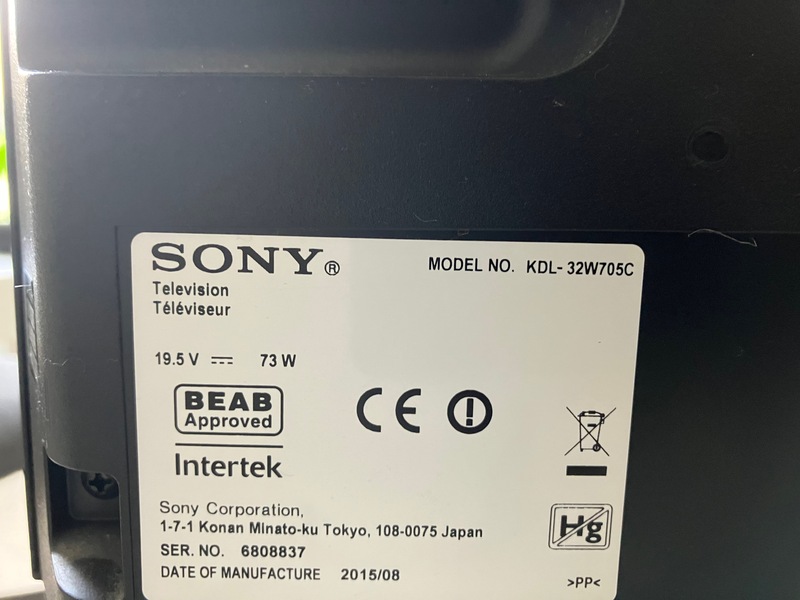 SONY®
MODEL NO. KDL-32W705C
Television
Téléviseur
19.5 V ⎓ 73 W
BEAB
Approved
Intertek
CE
Sony Corporation,
1-7-1 Konan Minato-ku Tokyo, 108-0075 Japan
Hg
SER. NO. 6808837
DATE OF MANUFACTURE 2015/08
>PP<